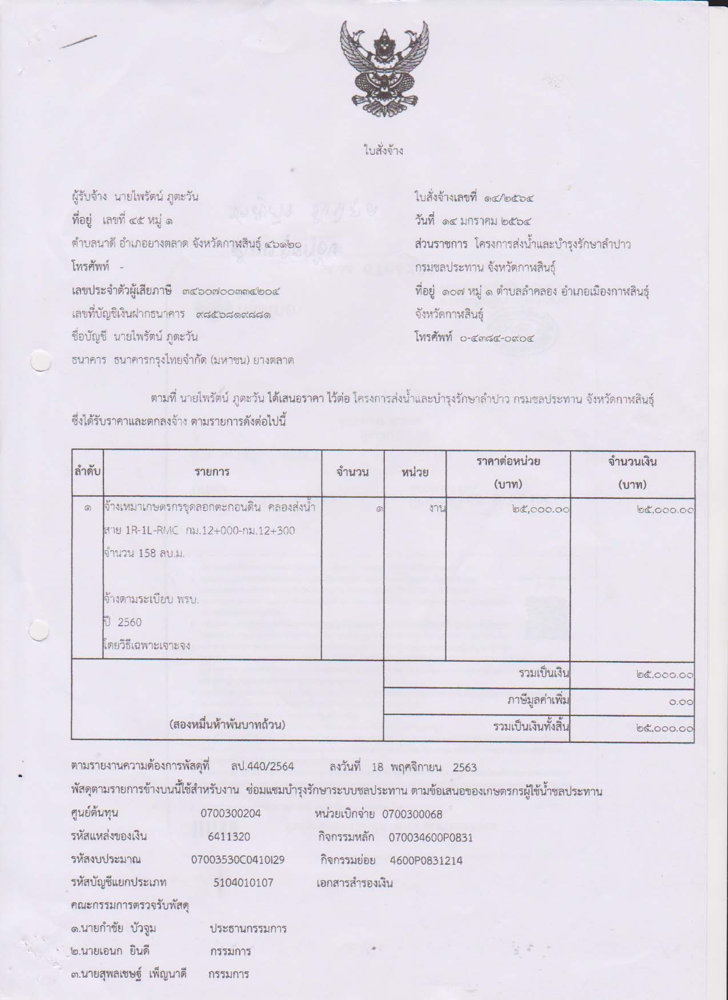 ใบสั่งจ้าง
ผู้รับจ้าง นายไพรัตน์ ภูตะวัน
ใบสั่งจ้างเลขที่ ๑๔/๒๕๖๔
ที่อยู่ เลขที่ ๔๕ หมู่ ๑
วันที่ ๑๔ มกราคม ๒๕๖๔
ตำบลนาดี อำเภอยางตลาด จังหวัดกาฬสินธุ์ ๔๖๑๒๐
ส่วนราชการ โครงการส่งน้ำและบำรุงรักษาลำปาว
โทรศัพท์ -
กรมชลประทาน จังหวัดกาฬสินธุ์
เลขประจำตัวผู้เสียภาษี ๓๔๖๐๗๐๐๓๓๔๒๐๔
ที่อยู่ ๑๐๗ หมู่ ๑ ตำบลลำคลอง อำเภอเมืองกาฬสินธุ์
เลขที่บัญชีเงินฝากธนาคาร ๙๘๕๖๘๑๙๘๘๑
จังหวัดกาฬสินธุ์
ชื่อบัญชี นายไพรัตน์ ภูตะวัน
โทรศัพท์ ๐-๔๓๘๔-๐๙๐๔
ธนาคาร ธนาคารกรุงไทยจำกัด (มหาชน) ยางตลาด
ตามที่ นายไพรัตน์ ภูตะวัน ได้เสนอราคา ไว้ต่อ โครงการส่งน้ำและบำรุงรักษาลำปาว กรมชลประทาน จังหวัดกาฬสินธุ์
ซึ่งได้รับราคาและตกลงจ้าง ตามรายการดังต่อไปนี้
ลำดับ รายการ จำนวน หน่วย ราคาต่อหน่วย (บาท) จำนวนเงิน (บาท)
๑ จ้างเหมาเกษตรกรขุดลอกตะกอนดิน คลองส่งน้ำ ๑ งาน ๒๕,๐๐๐.๐๐ ๒๕,๐๐๐.๐๐
สาย 1R-1L-RMC กม.12+000-กม.12+300
จำนวน 158 ลบ.ม.
จ้างตามระเบียบ พรบ.
ปี 2560
โดยวิธีเฉพาะเจาะจง
รวมเป็นเงิน ๒๕,๐๐๐.๐๐
ภาษีมูลค่าเพิ่ม ๐.๐๐
(สองหมื่นห้าพันบาทถ้วน) รวมเป็นเงินทั้งสิ้น ๒๕,๐๐๐.๐๐
ตามรายงานความต้องการพัสดุที่ ลป.440/2564 ลงวันที่ 18 พฤศจิกายน 2563
พัสดุตามรายการข้างบนนี้ใช้สำหรับงาน ซ่อมแซมบำรุงรักษาระบบชลประทาน ตามข้อเสนอของเกษตรกรผู้ใช้น้ำชลประทาน
ศูนย์ต้นทุน 0700300204 หน่วยเบิกจ่าย 0700300068
รหัสแหล่งของเงิน 6411320 กิจกรรมหลัก 070034600P0831
รหัสงบประมาณ 07003530C0410I29 กิจกรรมย่อย 4600P0831214
รหัสบัญชีแยกประเภท 5104010107 เอกสารสำรองเงิน
คณะกรรมการตรวจรับพัสดุ
๑.นายกำชัย บัวจูม ประธานกรรมการ
๒.นายเอนก ยินดี กรรมการ
๓.นายสุพลเชษฐ์ เพ็ญนาดี กรรมการ